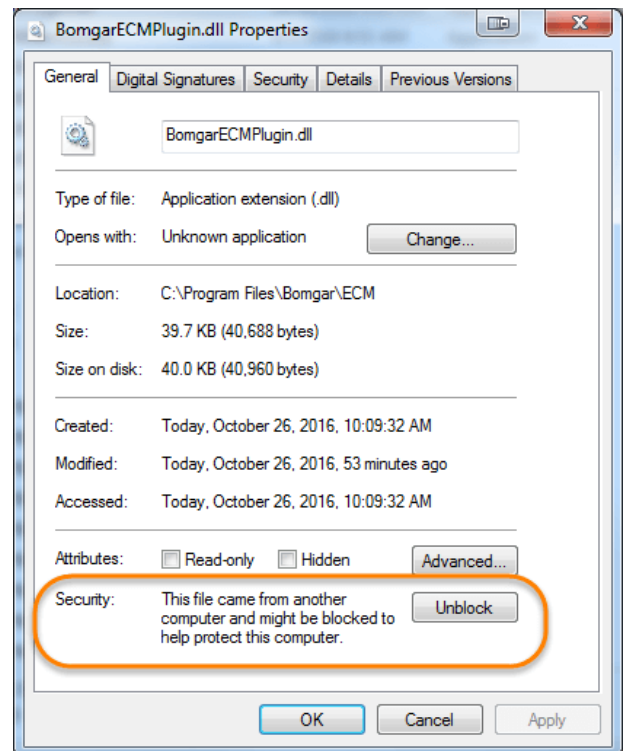 BomgarECMPlugin.dll Properties
General Digital Signatures Security Details Previous Versions
BomgarECMPlugin.dll
Type of file: Application extension (.dll)
Opens with: Unknown application Change...
Location: C:\Program Files\Bomgar\ECM
Size: 39.7 KB (40,688 bytes)
Size on disk: 40.0 KB (40,960 bytes)
Created: Today, October 26, 2016, 10:09:32 AM
Modified: Today, October 26, 2016, 53 minutes ago
Accessed: Today, October 26, 2016, 10:09:32 AM
Attributes: Read-only Hidden Advanced...
Security: This file came from another
computer and might be blocked to
help protect this computer.
Unblock
OK Cancel Apply